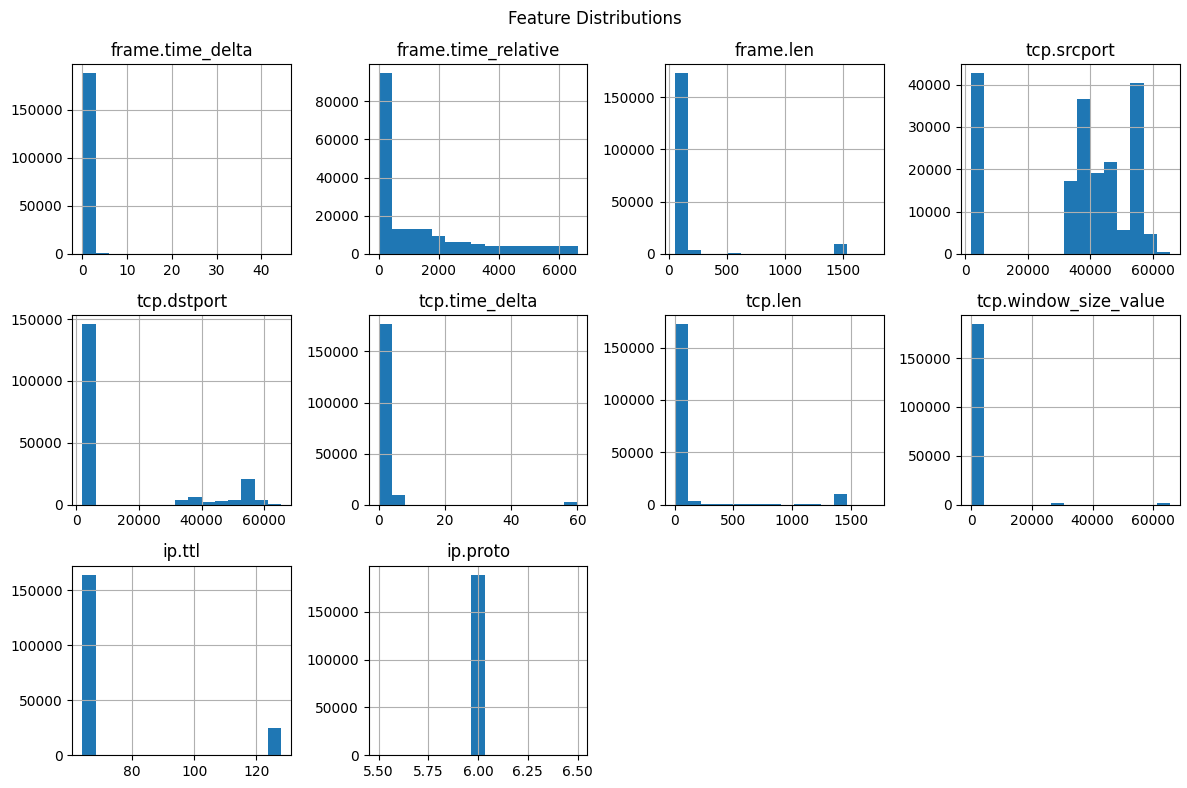 Feature Distributions
frame.time_delta
frame.time_relative
frame.len
tcp.srcport
150000
100000
50000
0
0 10 20 30 40
80000
60000
40000
20000
0
0 2000 4000 6000
150000
100000
50000
0
0 500 1000 1500
40000
30000
20000
10000
0
0 20000 40000 60000
tcp.dstport
tcp.time_delta
tcp.len
tcp.window_size_value
150000
100000
50000
0
0 20000 40000 60000
150000
100000
50000
0
0 20 40 60
150000
100000
50000
0
0 500 1000 1500
150000
100000
50000
0
0 20000 40000 60000
ip.ttl
ip.proto
150000
100000
50000
0
80 100 120
150000
100000
50000
0
5.50 5.75 6.00 6.25 6.50